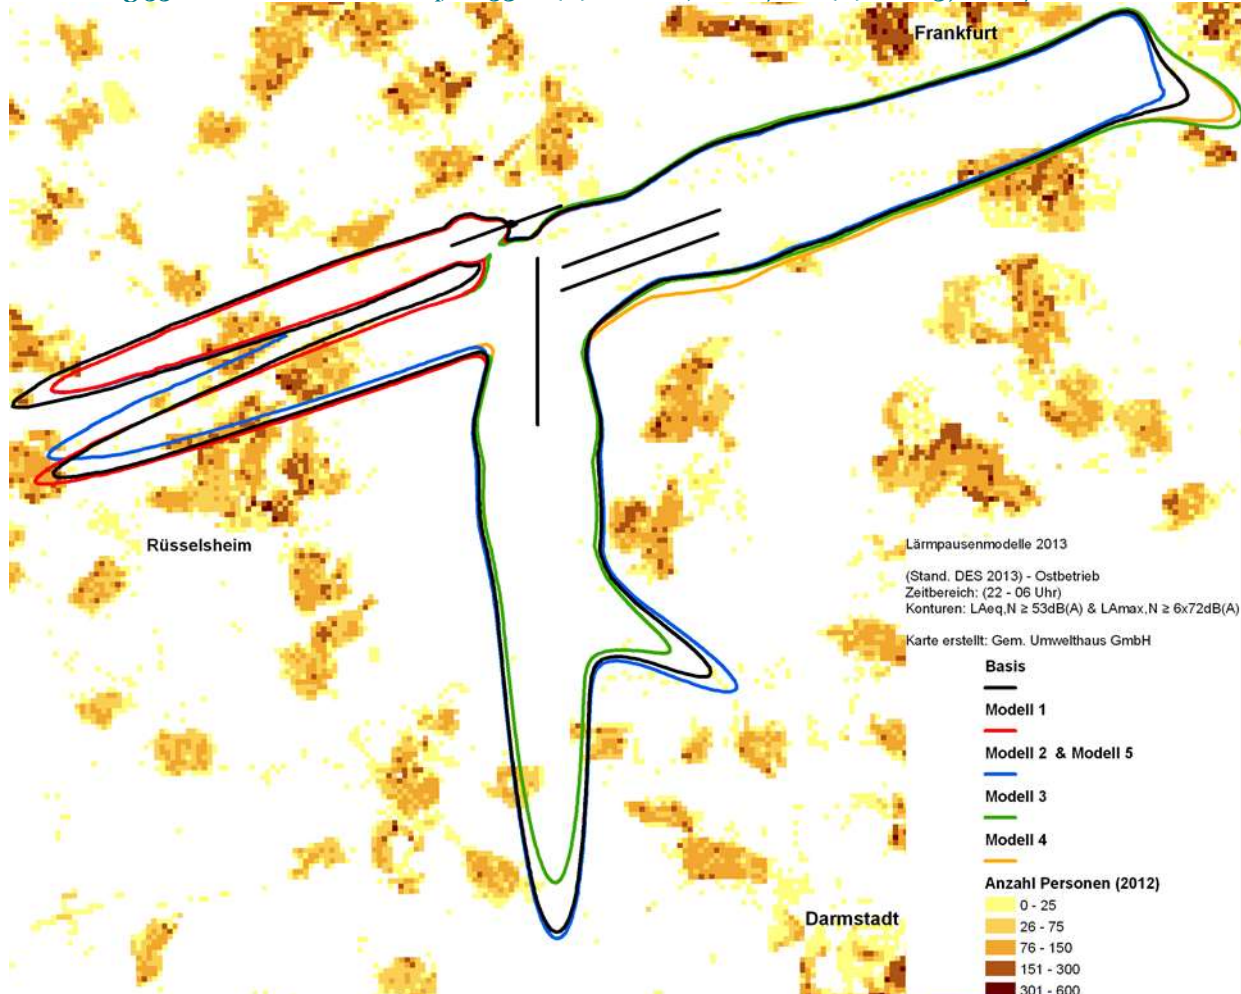 Frankfurt
Rüsselsheim
Lärmpausenmodelle 2013
(Stand. DES 2013) - Ostbetrieb
Zeitbereich: (22 - 06 Uhr)
Konturen: LAeq,N ≥ 53dB(A) & LAmax,N ≥ 6x72dB(A)
Karte erstellt: Gem. Umwelthaus GmbH
Basis
Modell 1
Modell 2 & Modell 5
Modell 3
Modell 4
Anzahl Personen (2012)
0 - 25
26 - 75
76 - 150
151 - 300
301 - 600
Darmstadt